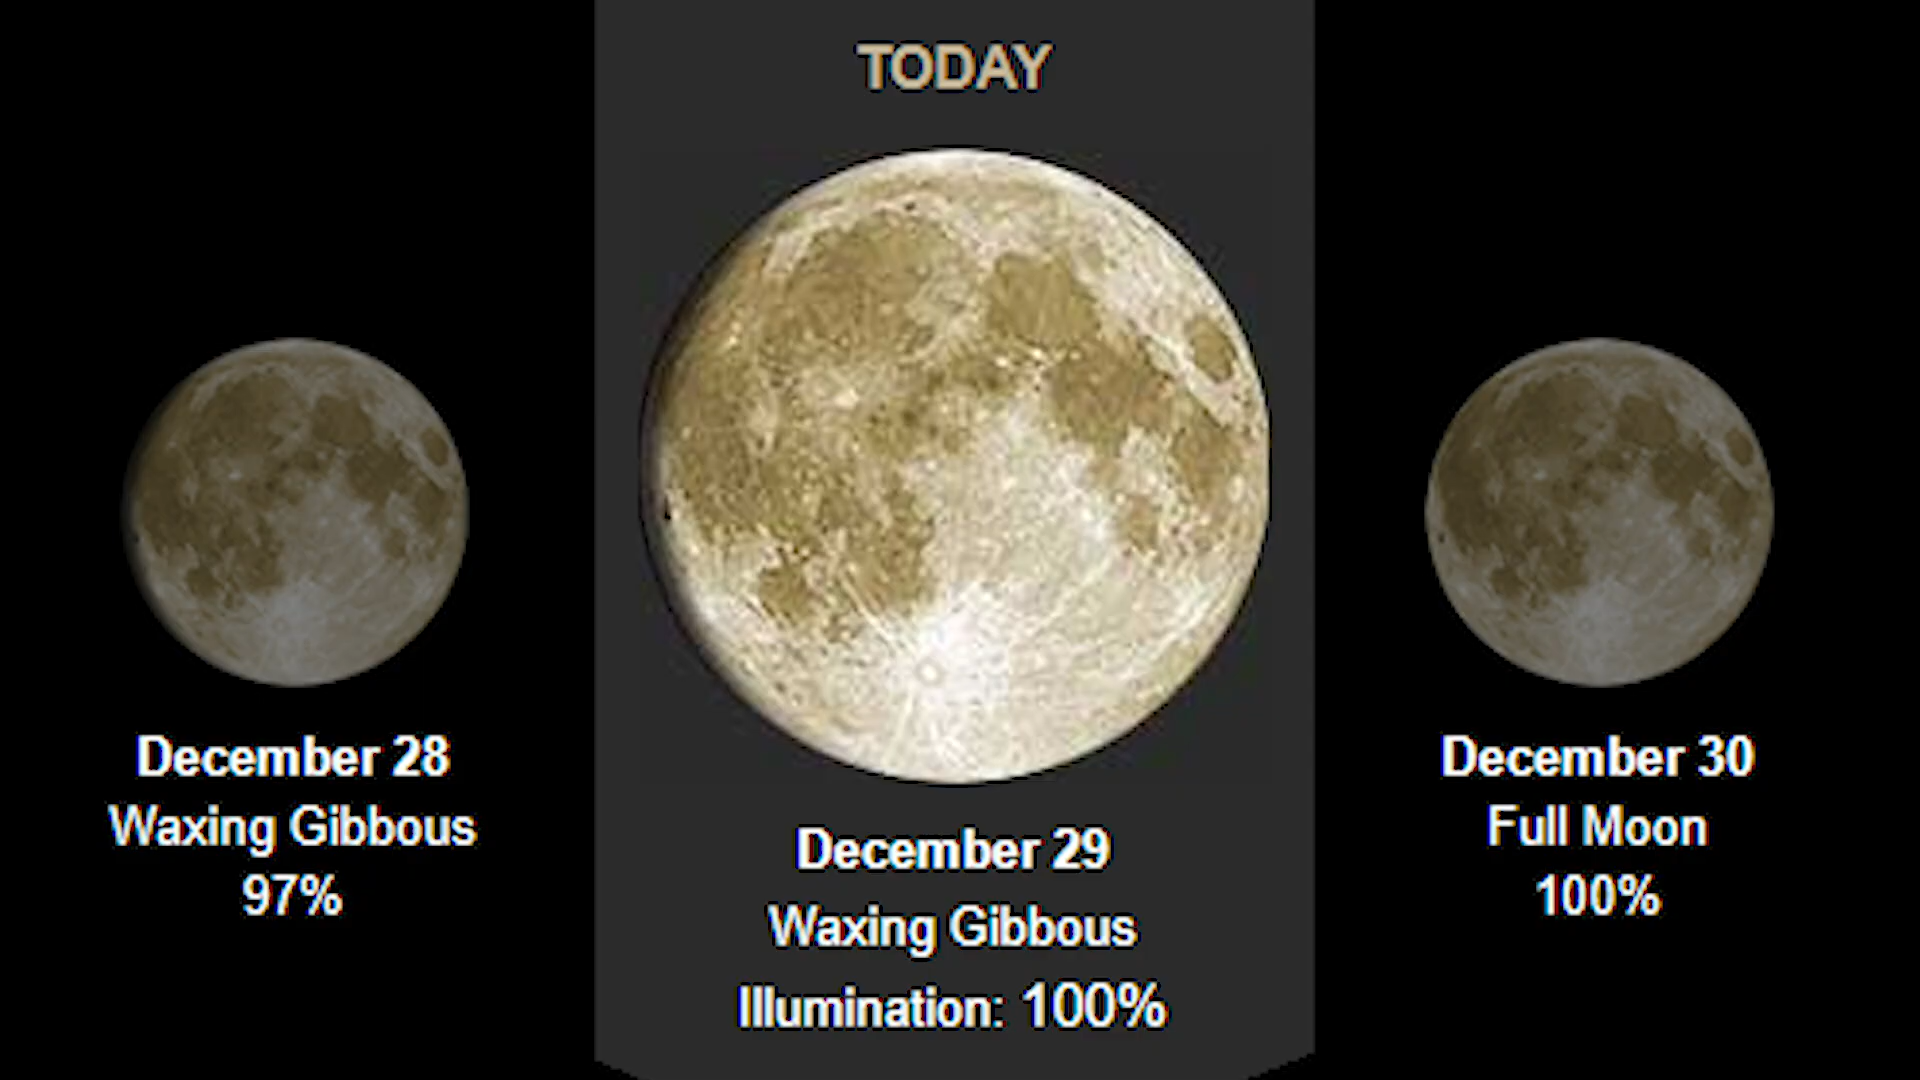 TODAY
December 28
Waxing Gibbous
97%
December 29
Waxing Gibbous
Illumination: 100%
December 30
Full Moon
100%